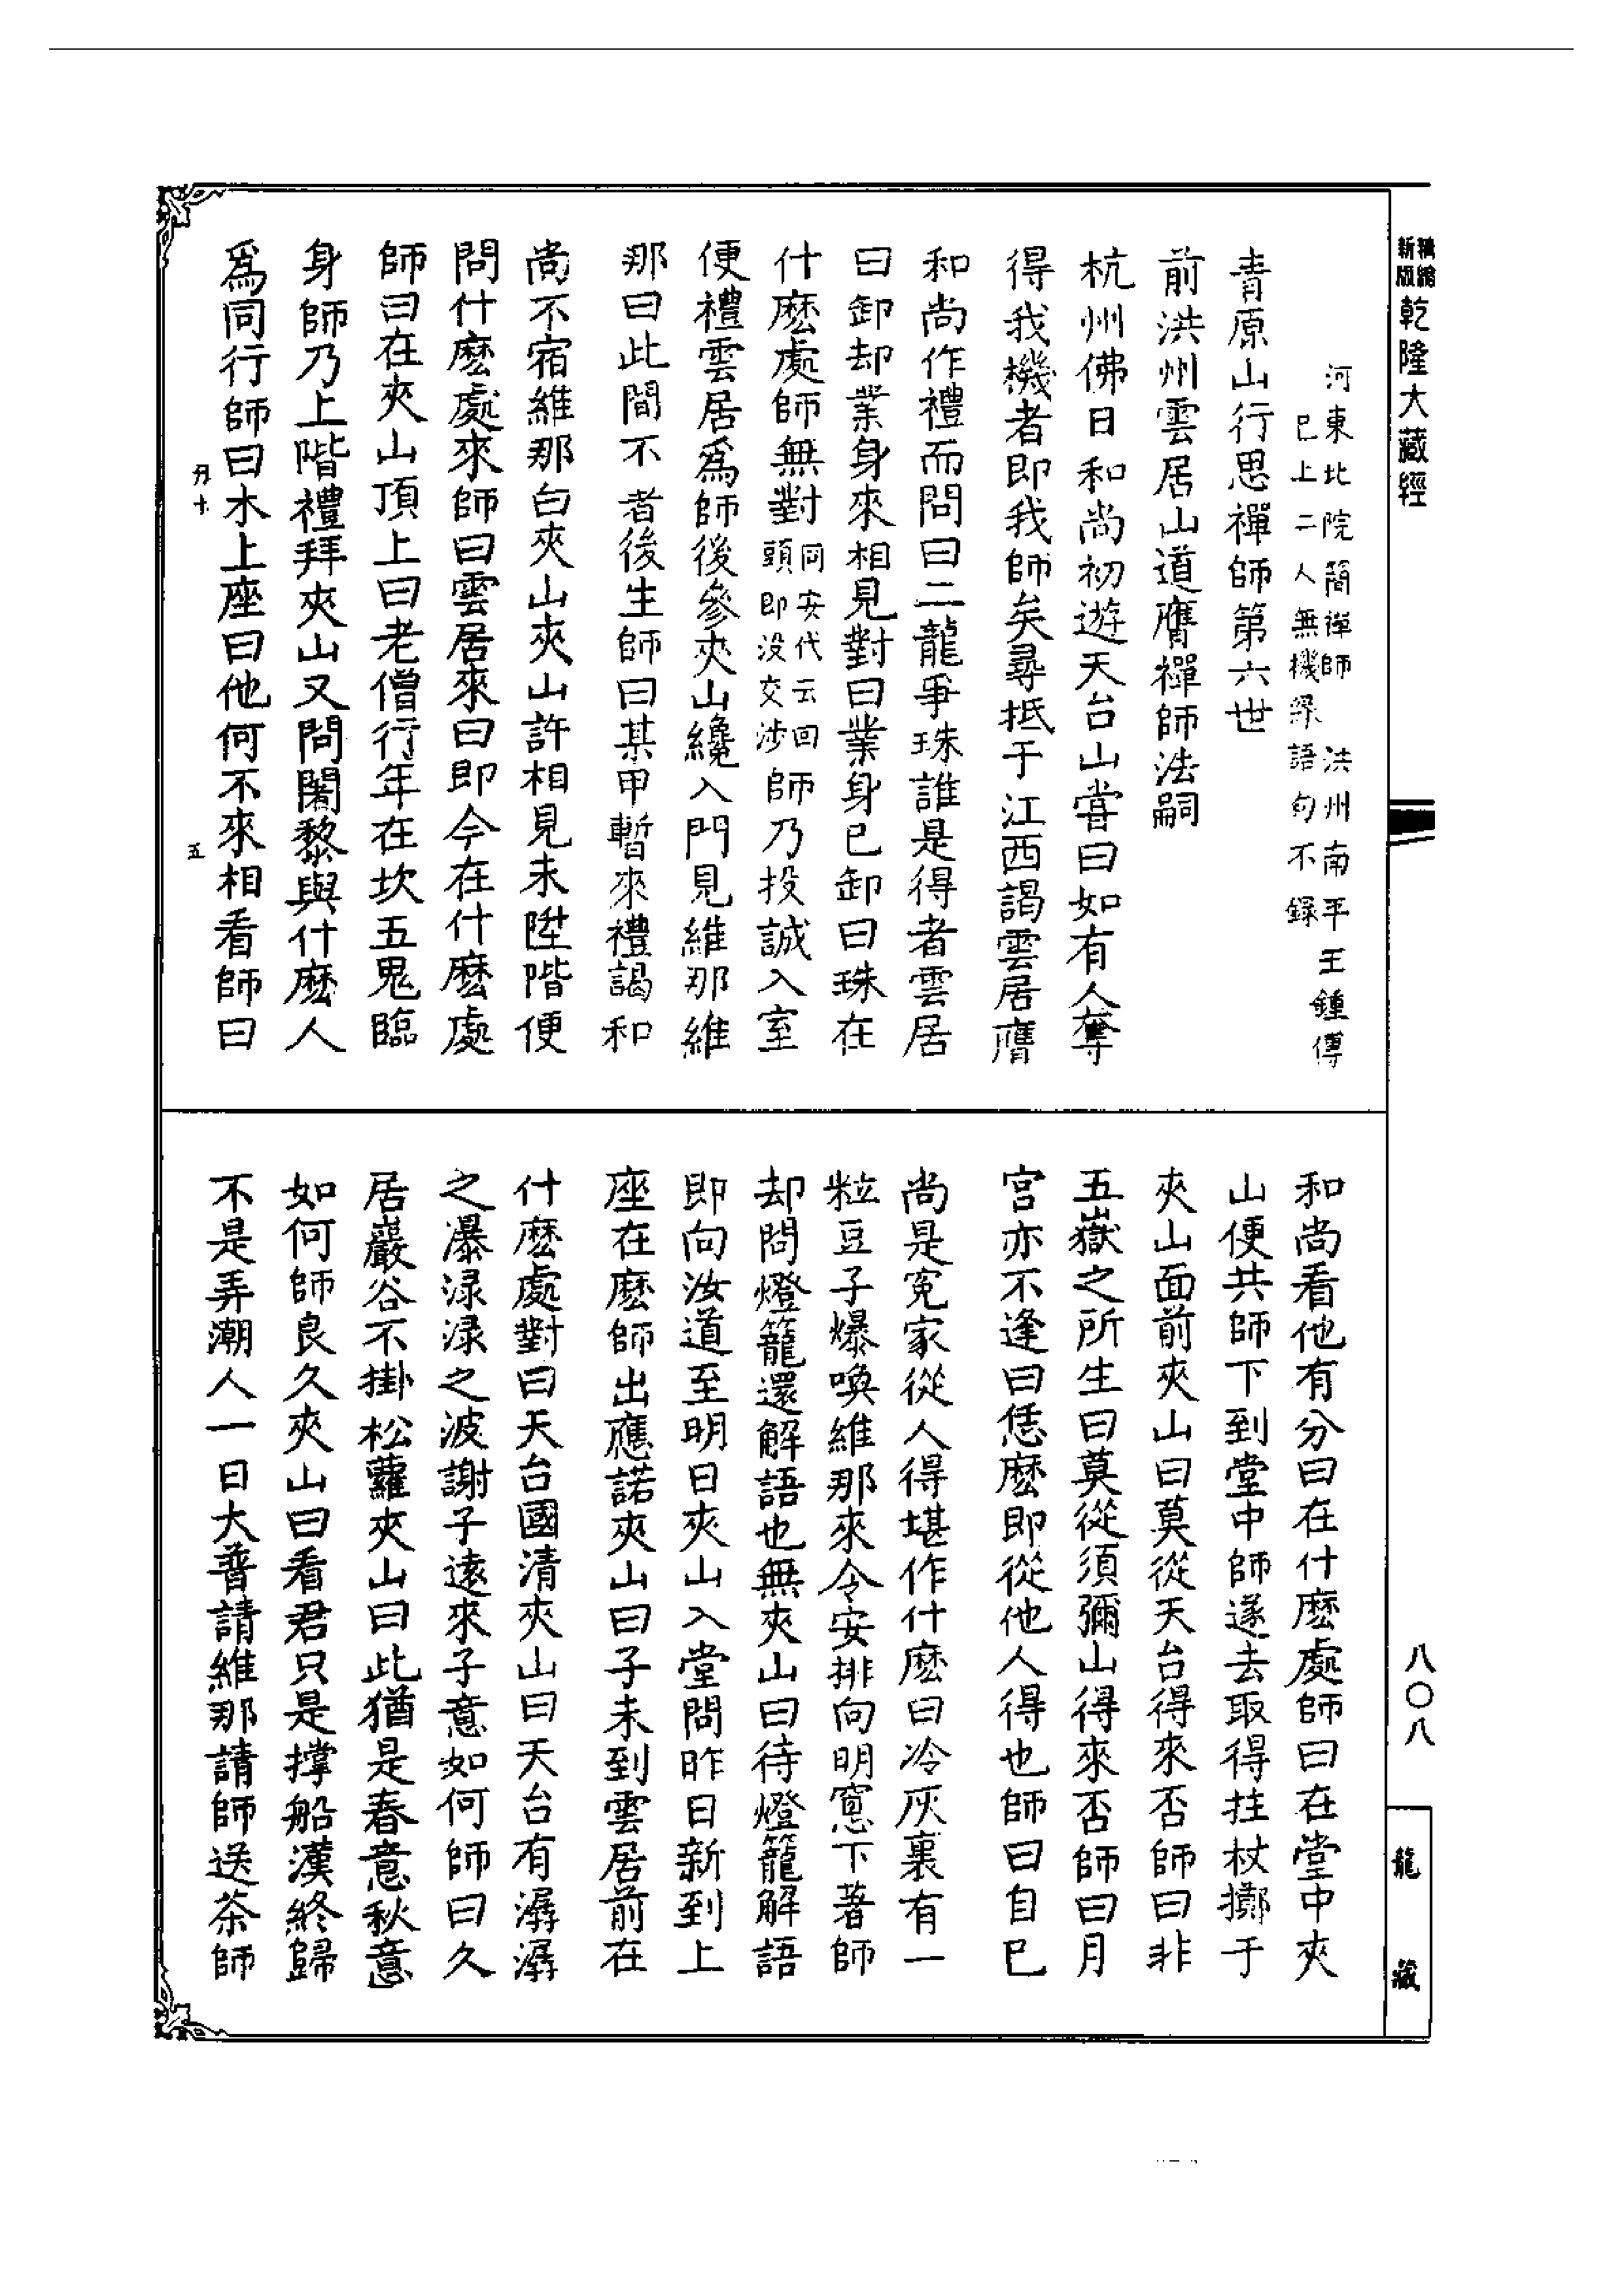 精縮
新版
乾隆大藏經
河東北院簡禪師　洪州南平王鍾傳
已上二人無機縁語句不録
青原山行思禪師第六世
前洪州雲居山道膺禪師法嗣
杭州佛日和尚初遊天台山嘗曰如有人奪
得我機者即我師矣尋抵于江西謁雲居膺
和尚作禮而問曰二龍爭珠誰是得者雲居
曰卸却業身來相見對曰業身已卸曰珠在
什麽處師無對同安代云回頭即没交涉師乃投誠入室
便禮雲居爲師後參夾山纔入門見維那維
那曰此間不著後生師曰某甲暫來禮謁和
尚不宿維那白夾山夾山許相見未陞階便
問什麽處來師曰雲居來曰即今在什麽處
師曰在夾山頂上曰老僧行年在坎五鬼臨
身師乃上階禮拜夾山又問闍黎與什麽人
爲同行師曰木上座曰他何不來相看師曰
五
和尚看他有分曰在什麽處師曰在堂中夾
山便共師下到堂中師遂去取得拄杖擲于
夾山面前夾山曰莫從天台得來否師曰非
五嶽之所生曰莫從須彌山得來否師曰月
宫亦不逢曰恁麽即從他人得也師曰自已
尚是寃家從人得堪作什麽曰冷灰裏有一
粒豆子爆喚維那來令安排向明窻下著師
却問燈籠還解語也無夾山曰待燈籠解語
即向汝道至明日夾山入堂問昨日新到上
座在麽師出應諾夾山曰子未到雲居前在
什麽處對曰天台國清夾山曰天台有潺潺
之瀑渌渌之波謝子遠來子意如何師曰久
居巖谷不掛松蘿夾山曰此猶是春意秋意
如何師良久夾山曰看君只是撑船漢終歸
不是弄潮人一日大普請維那請師送茶師
八〇八
龍藏